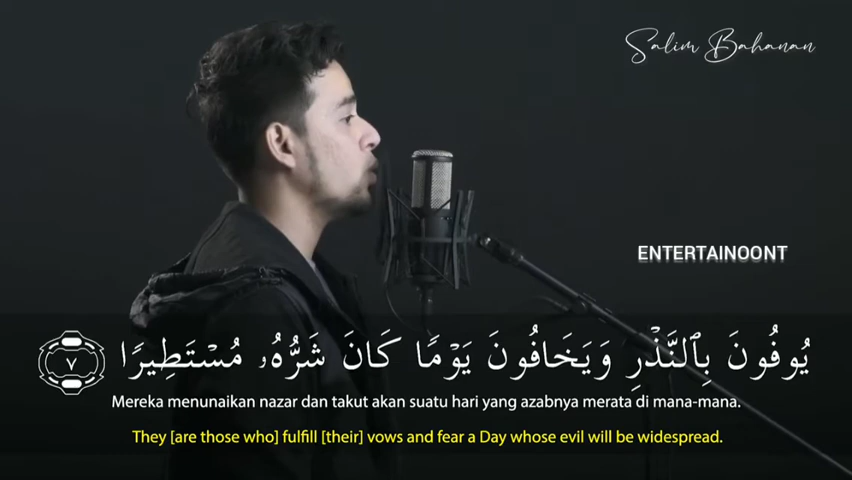 Salim Bahanan
ENTERTAINOONT
يُوفُونَ بِٱلنَّذْرِ وَيَخَافُونَ يَوْمًا كَانَ شَرُّهُۥ مُسْتَطِيرًا ٧
Mereka menunaikan nazar dan takut akan suatu hari yang azabnya merata di mana-mana.
They [are those who] fulfill [their] vows and fear a Day whose evil will be widespread.